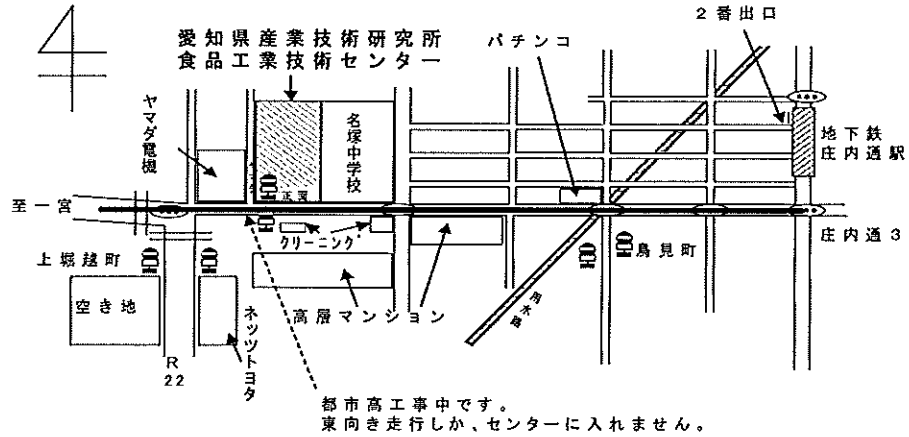 2番出口
愛知県産業技術研究所
食品工業技術センター
パチンコ
ヤマダ電機
名塚中学校
地下鉄
庄内通駅
正門
至一宮
クリーニング
庄内通3
上堀越町
鳥見町
用水路
空き地
ネッツトヨタ
高層マンション
R
22
都市高工事中です。
東向き走行しか、センターに入れません。